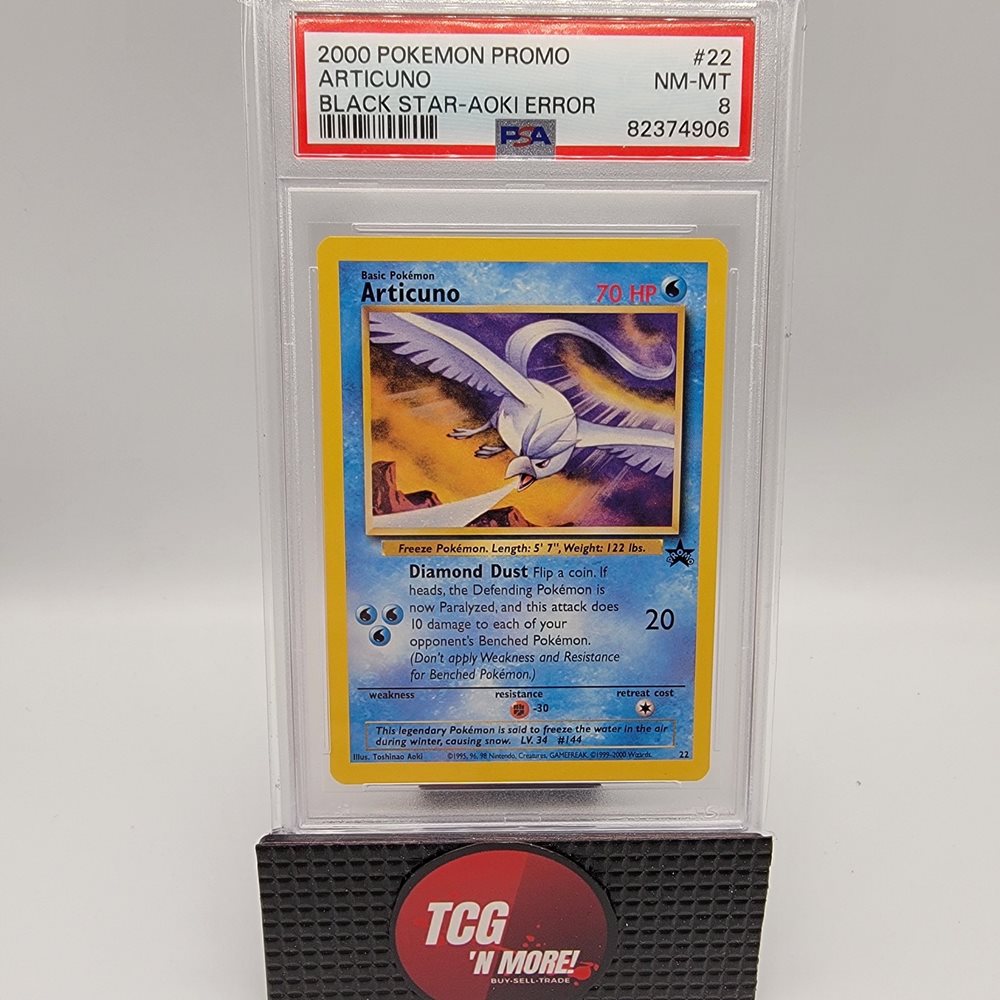 2000 POKEMON PROMO #22
ARTICUNO NM-MT
BLACK STAR-AOKI ERROR 8
PSA 82374906
Basic Pokémon
Articuno 70 HP
Freeze Pokémon. Length: 5' 7", Weight: 122 lbs.
PROMO
Diamond Dust Flip a coin. If
heads, the Defending Pokémon is
now Paralyzed, and this attack does
10 damage to each of your
opponent's Benched Pokémon.
(Don't apply Weakness and Resistance
for Benched Pokémon.)
20
weakness resistance retreat cost
-30
This legendary Pokémon is said to freeze the water in the air
during winter, causing snow. LV. 34 #144
Illus. Toshinao Aoki ©1995, 96, 98 Nintendo, Creatures, GAMEFREAK. ©1999-2000 Wizards. 22
TCG
'N MORE!
BUY-SELL-TRADE